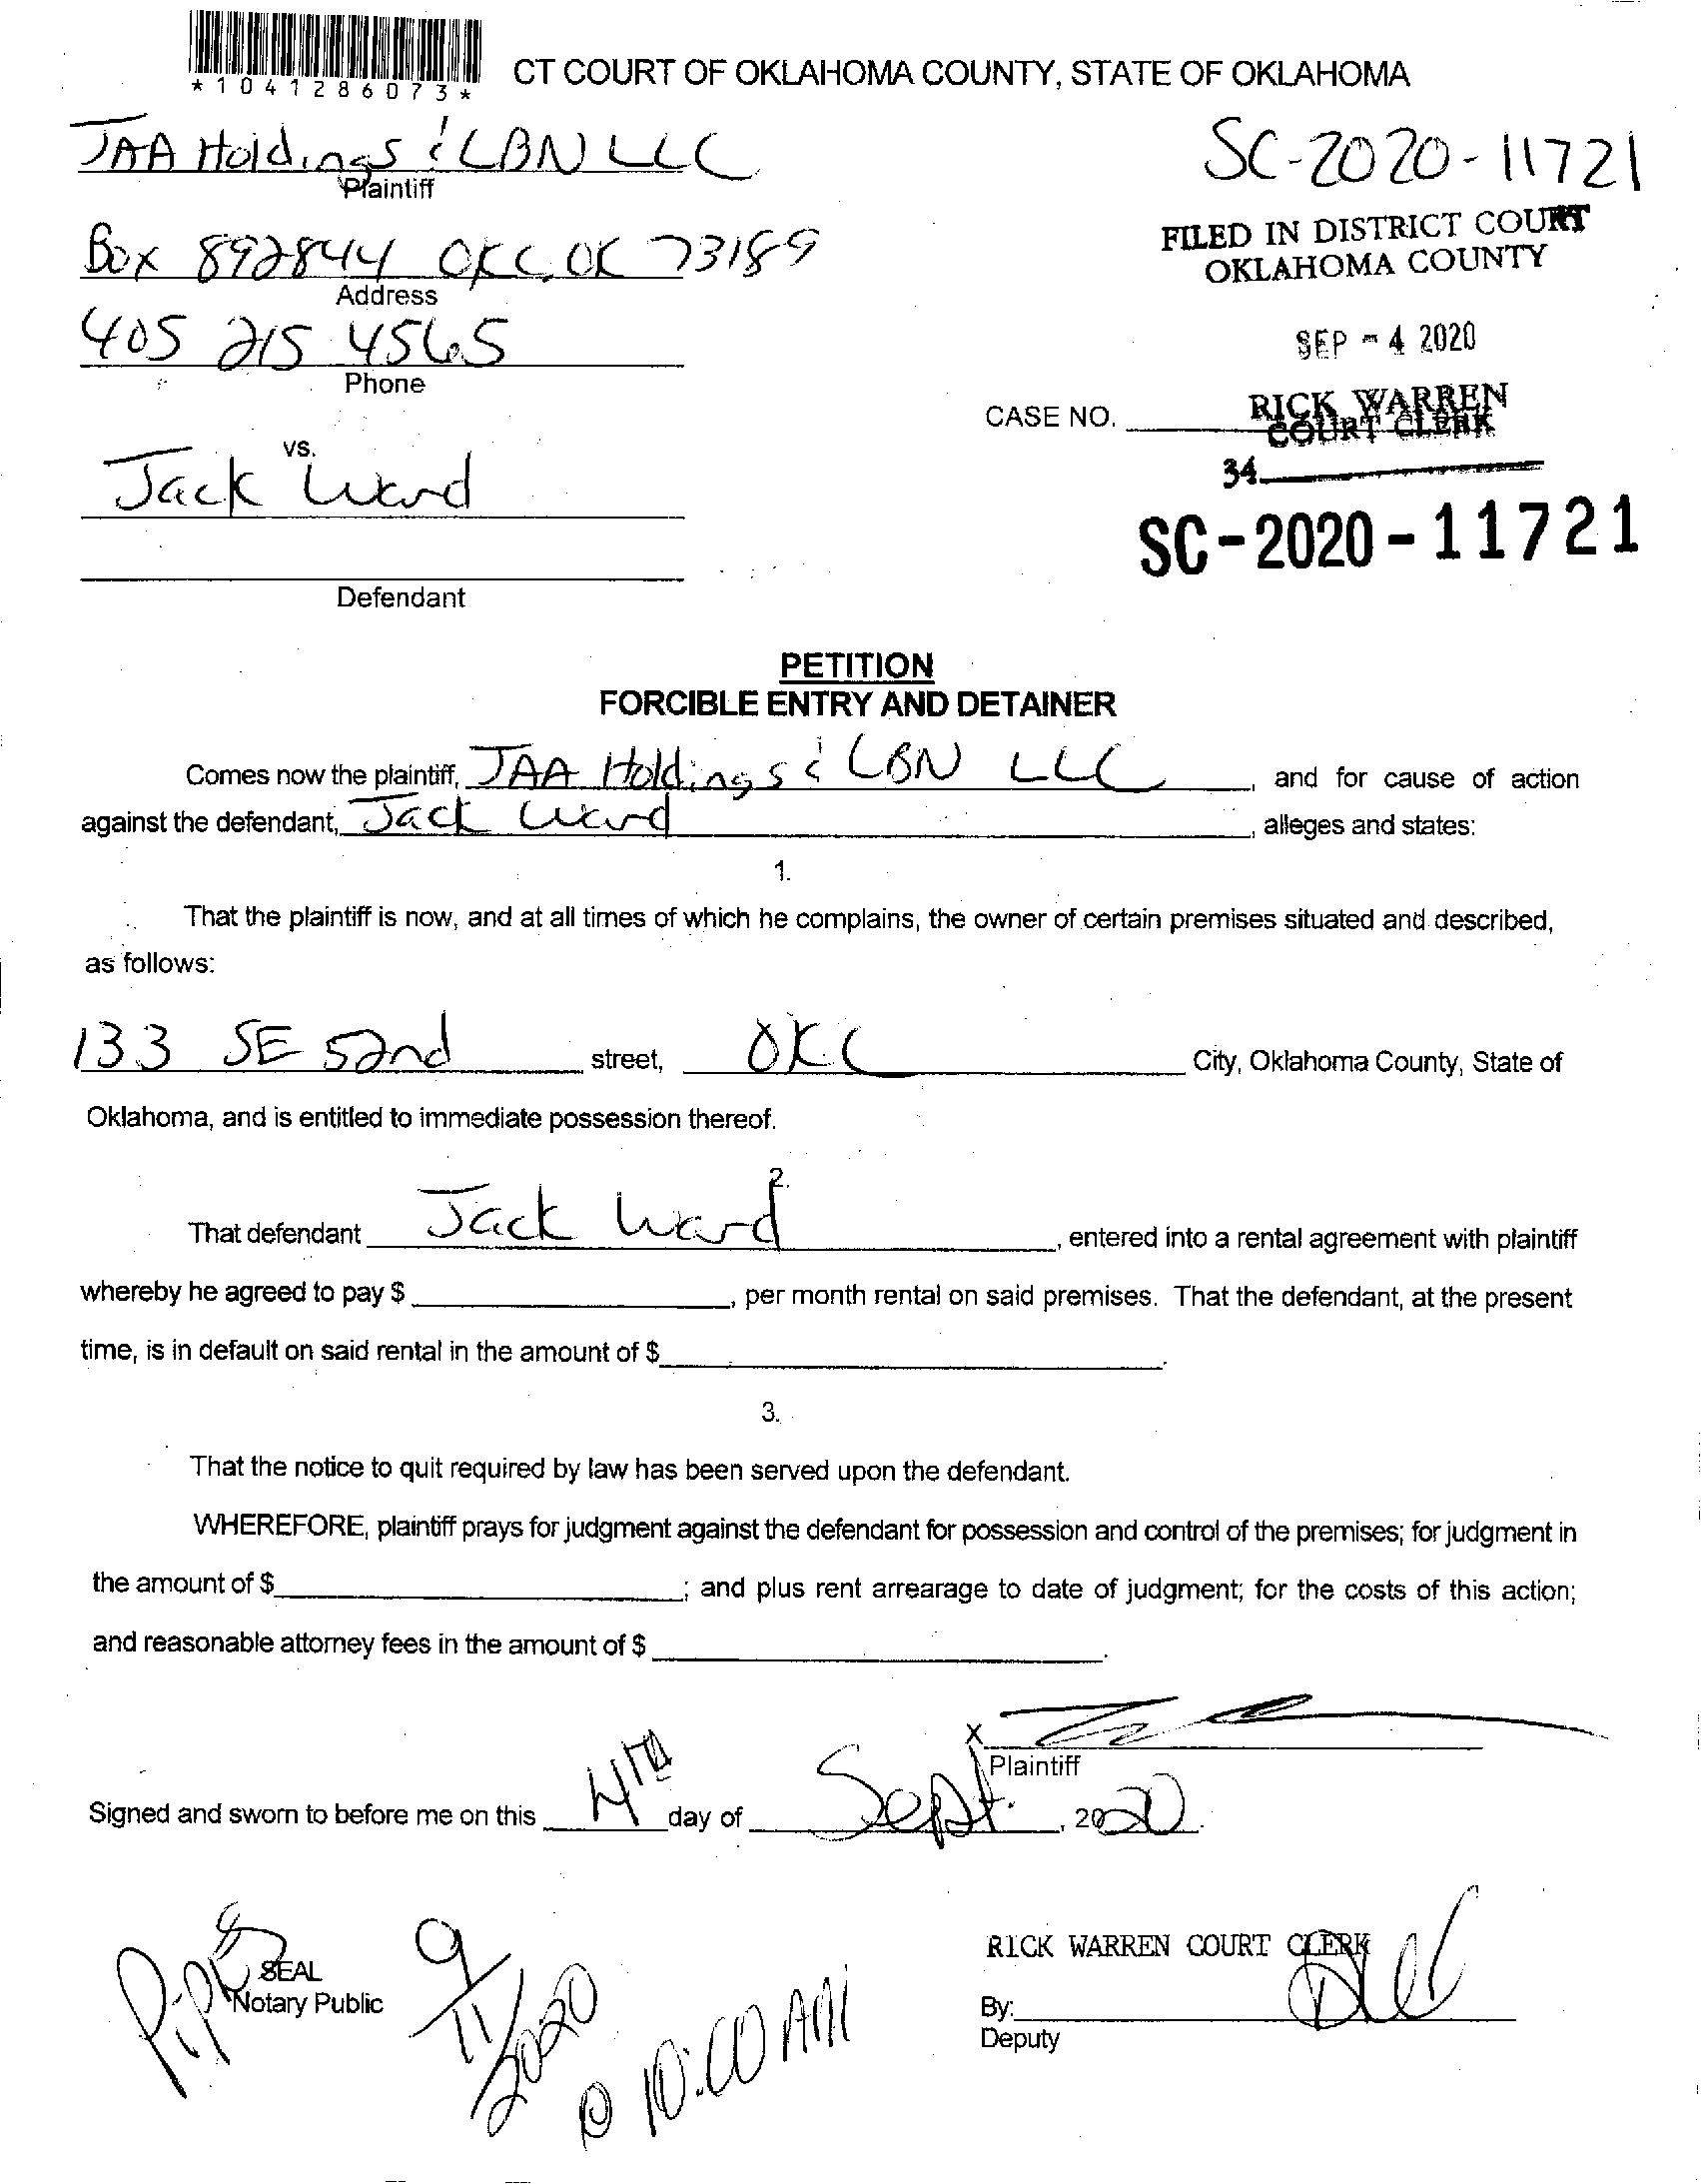 *1041286073*
CT COURT OF OKLAHOMA COUNTY, STATE OF OKLAHOMA
JAA Holdings & LBN LLC
Plaintiff
SC-2020-11721
FILED IN DISTRICT COURT
OKLAHOMA COUNTY
Box 892844 OKC, OK 73189
Address
SEP - 4 2020
405 215 4565
Phone
RICK WARREN
COURT CLERK
CASE NO.
34
vs.
Jack Ward
SC-2020-11721
Defendant
PETITION
FORCIBLE ENTRY AND DETAINER
Comes now the plaintiff, JAA Holdings & LBN LLC, and for cause of action
against the defendant, Jack Ward, alleges and states:
1.
That the plaintiff is now, and at all times of which he complains, the owner of certain premises situated and described,
as follows:
133 SE 52nd street, OKC City, Oklahoma County, State of
Oklahoma, and is entitled to immediate possession thereof.
2.
That defendant Jack Ward, entered into a rental agreement with plaintiff
whereby he agreed to pay $, per month rental on said premises. That the defendant, at the present
time, is in default on said rental in the amount of $.
3.
That the notice to quit required by law has been served upon the defendant.
WHEREFORE, plaintiff prays for judgment against the defendant for possession and control of the premises; for judgment in
the amount of $; and plus rent arrearage to date of judgment; for the costs of this action;
and reasonable attorney fees in the amount of $.
X
Plaintiff
Signed and sworn to before me on this 4TH day of Sept., 2020.
RICK WARREN COURT CLERK
SEAL
Notary Public
By:
Deputy
9/11/2020
@ 10:00 AM